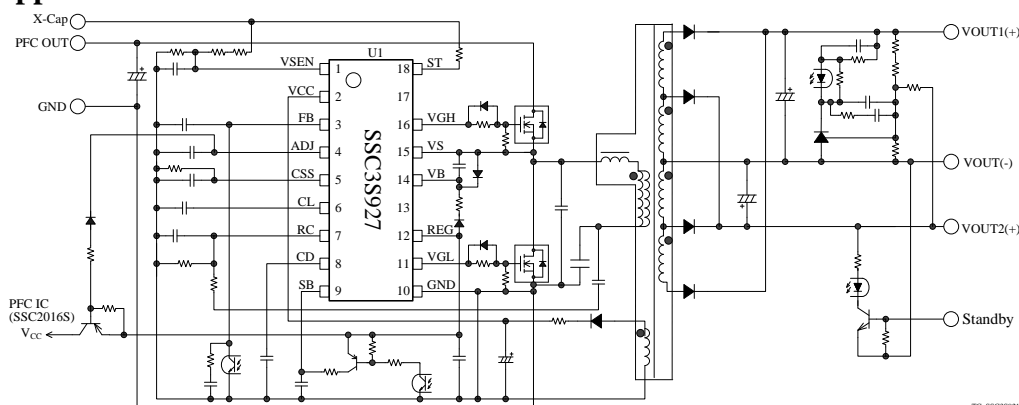 X-Cap
PFC OUT
GND
U1
VSEN 1
VCC 2
FB 3
ADJ 4
CSS 5
CL 6
RC 7
CD 8
SB 9
SSC3S927
18 ST
17
16 VGH
15 VS
14 VB
13
12 REG
11 VGL
10 GND
VOUT1(+)
VOUT(-)
VOUT2(+)
Standby
PFC IC
(SSC2016S)
VCC